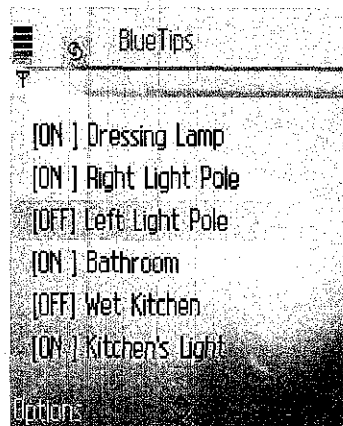 BlueTips
[ON ] Dressing Lamp
[ON ] Right Light Pole
[OFF] Left Light Pole
[ON ] Bathroom
[OFF] Wet Kitchen
[ON ] Kitchen's Light
Options